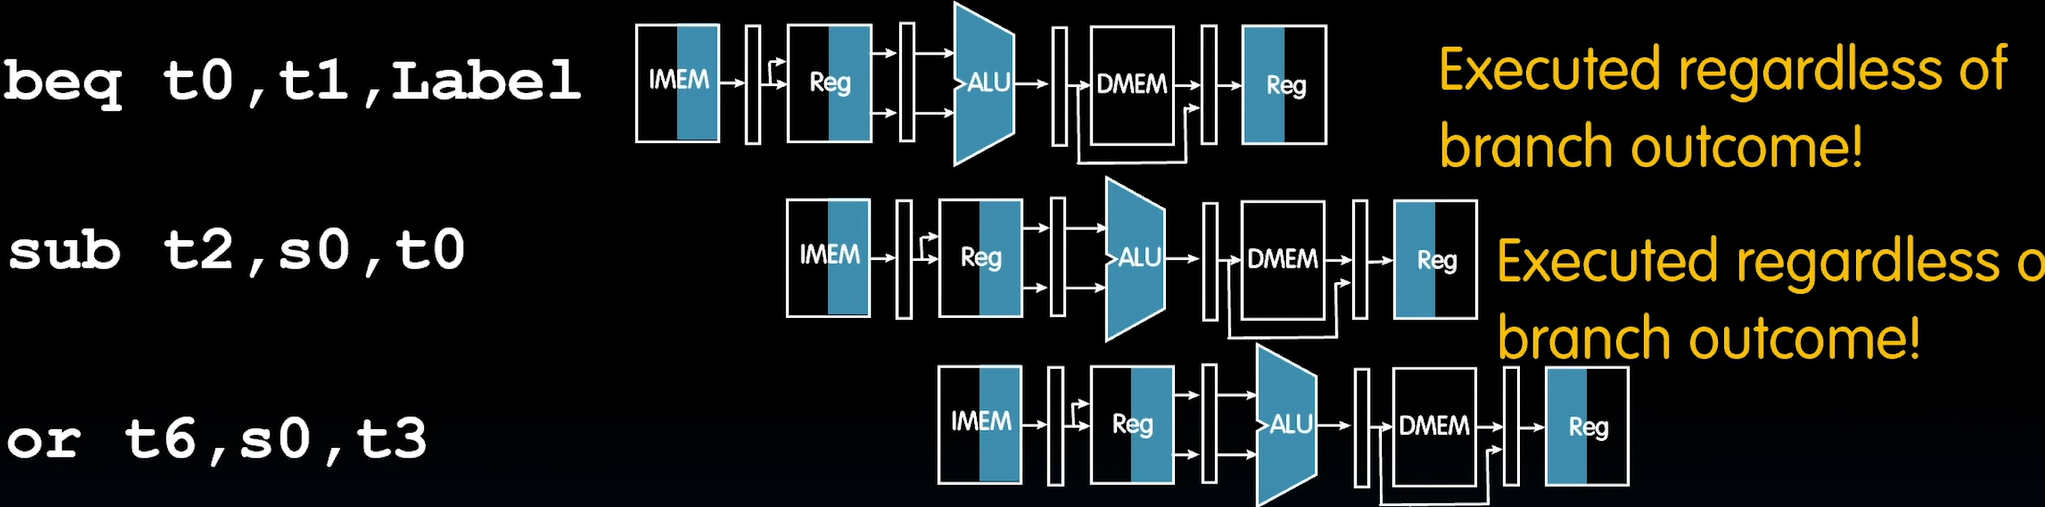 beq t0,t1,Label
IMEM Reg ALU DMEM Reg
Executed regardless of
branch outcome!
sub t2,s0,t0
IMEM Reg ALU DMEM Reg
Executed regardless o
branch outcome!
or t6,s0,t3
IMEM Reg ALU DMEM Reg